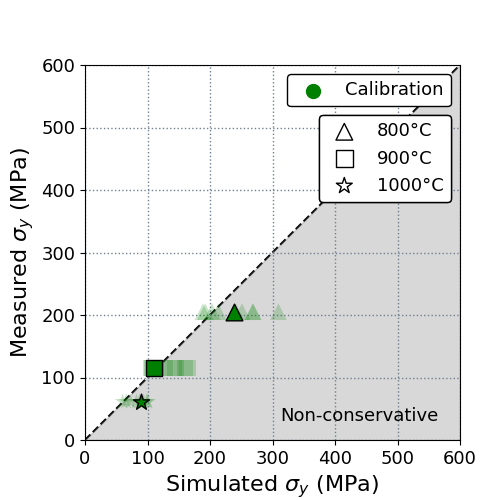 600
500
400
300
200
100
0
Measured σy (MPa)
Calibration
800°C
900°C
1000°C
Non-conservative
0 100 200 300 400 500 600
Simulated σy (MPa)